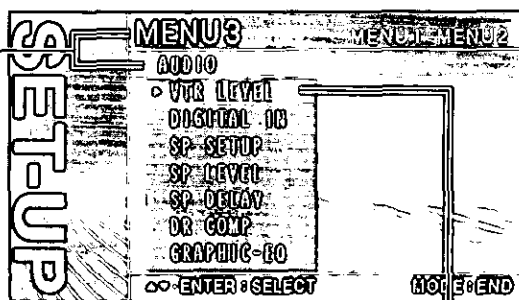 SET-UP
MENU3 MENU1-MENU2
AUDIO
VTR LEVEL
DIGITAL IN
SP SETUP
SP LEVEL
SP DELAY
DR COMP
GRAPHIC-EQ
ENTER:SELECT MODE:END